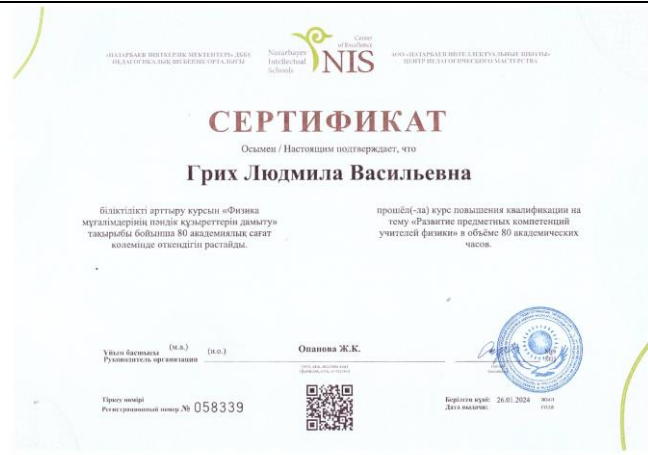 «НАЗАРБАЕВ ЗИЯТКЕРЛІК МЕКТЕПТЕРІ» ДББҰ
ПЕДАГОГИКАЛЫҚ ШЕБЕРЛІК ОРТАЛЫҒЫ
Nazarbayev
Intellectual
Schools
NIS
Center
of Excellence
АОО «НАЗАРБАЕВ ИНТЕЛЛЕКТУАЛЬНЫЕ ШКОЛЫ»
ЦЕНТР ПЕДАГОГИЧЕСКОГО МАСТЕРСТВА
СЕРТИФИКАТ
Осымен / Настоящим подтверждает, что
Грих Людмила Васильевна
біліктілікті арттыру курсын «Физика
мұғалімдерінің пәндік құзыреттерін дамыту»
тақырыбы бойынша 80 академиялық сағат
көлемінде өткендігін растайды.
прошёл(-ла) курс повышения квалификации на
тему «Развитие предметных компетенций
учителей физики» в объёме 80 академических
часов.
Ұйым басшысы (м.а.)
Руководитель организации (и.о.)
Опанова Ж.К.
Тіркеу нөмірі
Регистрационный номер № 058339
Берілген күні: 26.01.2024 жыл
Дата выдачи: года